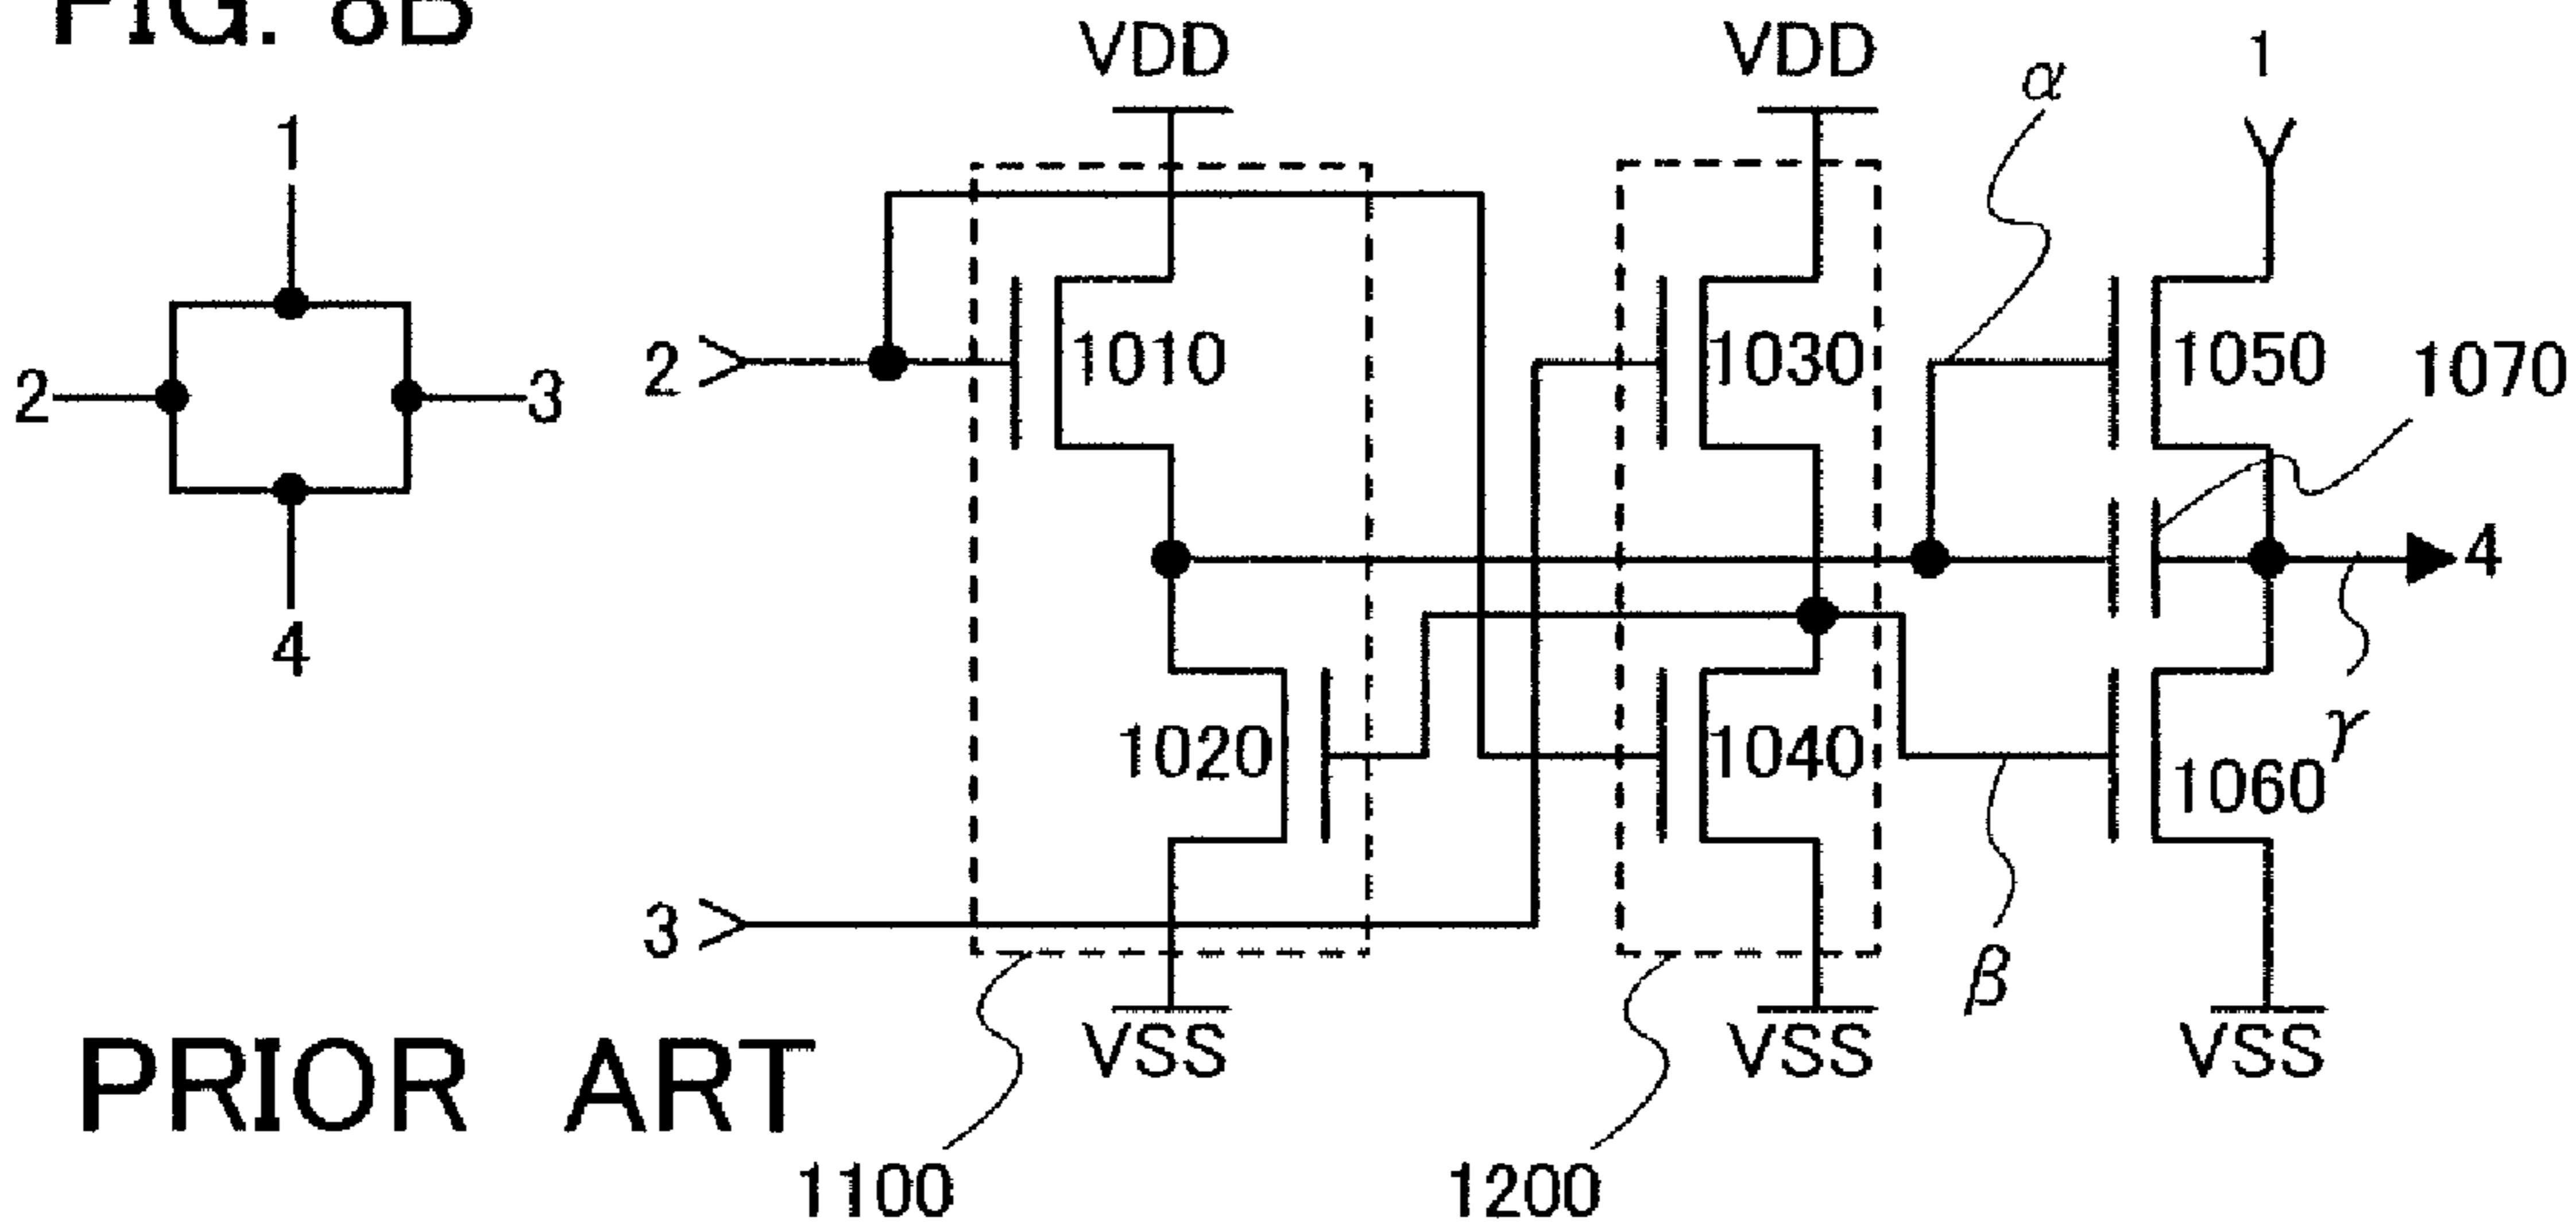 FIG. 8B
VDD VDD 1
α
1
2 3
4
2 1010 1030 1050 1070
4
1020 1040 1060 γ
3
β
VSS VSS VSS
PRIOR ART
1100 1200